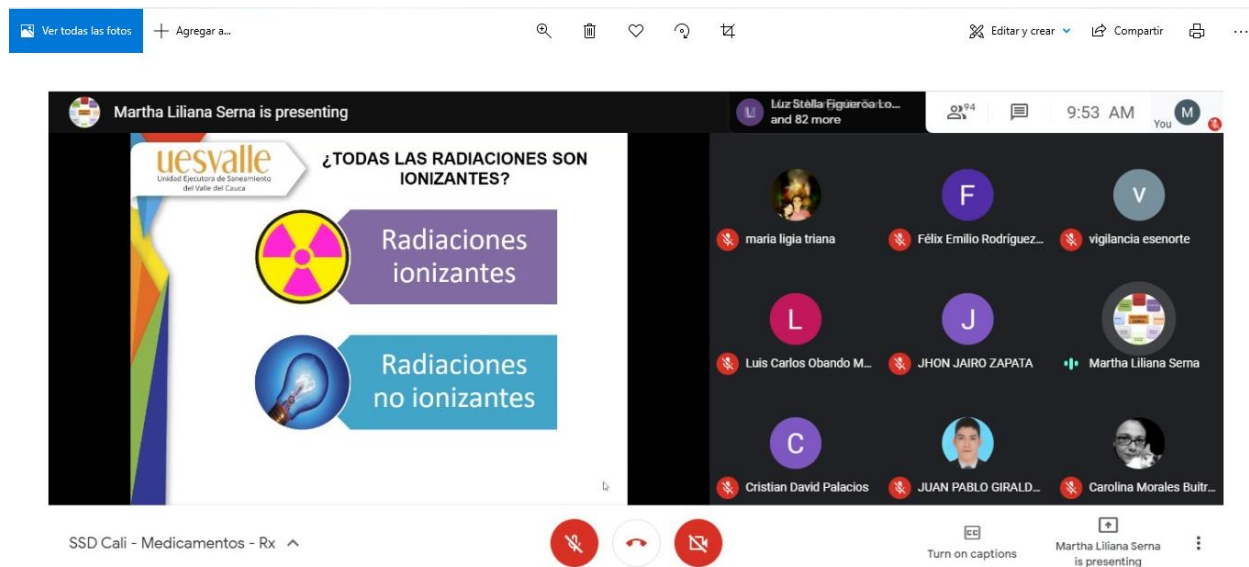 Ver todas las fotos
Agregar a...
Editar y crear
Compartir
Martha Liliana Serna is presenting
and 82 more
94
9:53 AM
You
M
uesvalle
Unidad Ejecutora de Saneamiento
del Valle del Cauca
¿TODAS LAS RADIACIONES SON
IONIZANTES?
Radiaciones
ionizantes
Radiaciones
no ionizantes
maria ligia triana
F
Félix Emilio Rodríguez...
V
vigilancia esenorte
L
Luis Carlos Obando M...
J
JHON JAIRO ZAPATA
Martha Liliana Serna
C
Cristian David Palacios
JUAN PABLO GIRALD...
Carolina Morales Buitr...
SSD Cali - Medicamentos - Rx
CC
Turn on captions
Martha Liliana Serna
is presenting